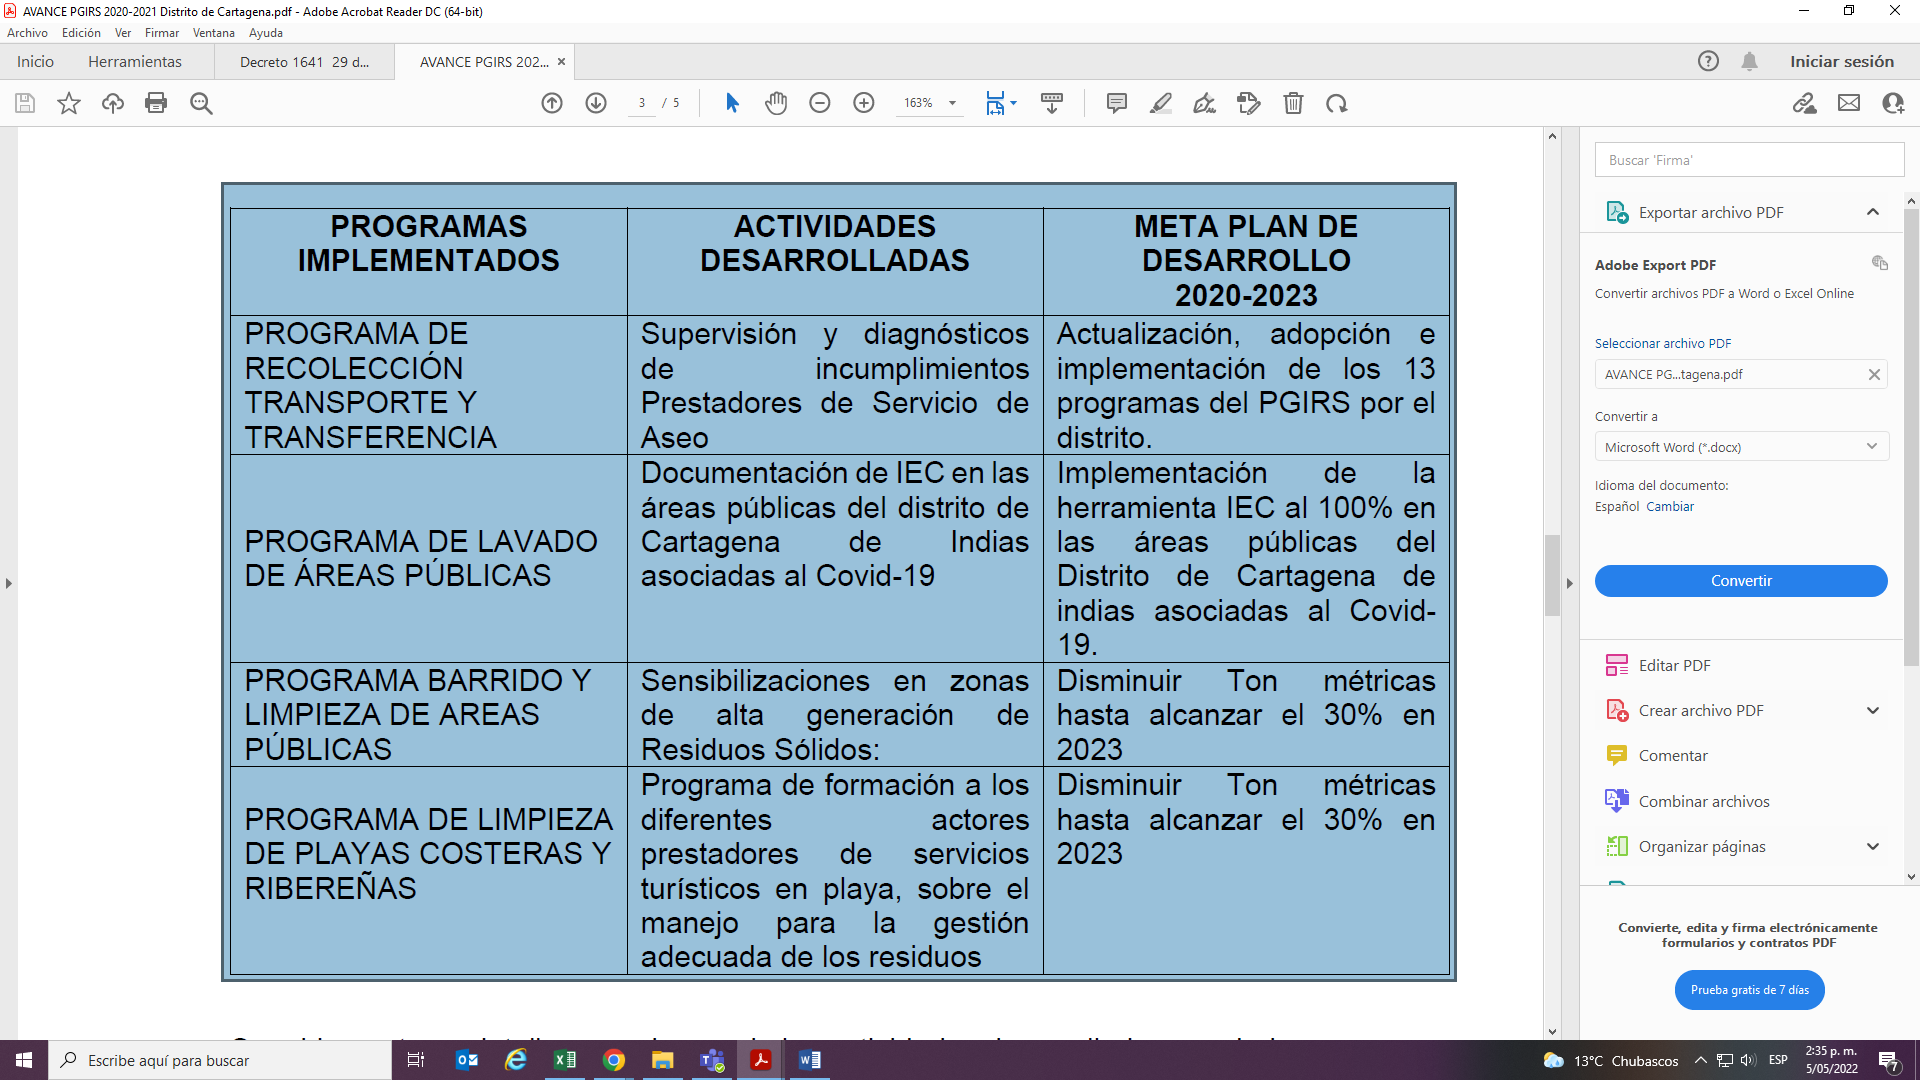 AVANCE PGIRS 2020-2021 Distrito de Cartagena.pdf - Adobe Acrobat Reader DC (64-bit)
Archivo Edición Ver Firmar Ventana Ayuda
Inicio Herramientas Decreto 1641 29 d... AVANCE PGIRS 202... × Iniciar sesión
3 / 5 163%
PROGRAMAS
IMPLEMENTADOS
ACTIVIDADES
DESARROLLADAS
META PLAN DE
DESARROLLO
2020-2023
PROGRAMA DE
RECOLECCIÓN
TRANSPORTE Y
TRANSFERENCIA
Supervisión y diagnósticos
de incumplimientos
Prestadores de Servicio de
Aseo
Actualización, adopción e
implementación de los 13
programas del PGIRS por el
distrito.
PROGRAMA DE LAVADO
DE ÁREAS PÚBLICAS
Documentación de IEC en las
áreas públicas del distrito de
Cartagena de Indias
asociadas al Covid-19
Implementación de la
herramienta IEC al 100% en
las áreas públicas del
Distrito de Cartagena de
indias asociadas al Covid-
19.
PROGRAMA BARRIDO Y
LIMPIEZA DE AREAS
PÚBLICAS
Sensibilizaciones en zonas
de alta generación de
Residuos Sólidos:
Disminuir Ton métricas
hasta alcanzar el 30% en
2023
PROGRAMA DE LIMPIEZA
DE PLAYAS COSTERAS Y
RIBEREÑAS
Programa de formación a los
diferentes actores
prestadores de servicios
turísticos en playa, sobre el
manejo para la gestión
adecuada de los residuos
Disminuir Ton métricas
hasta alcanzar el 30% en
2023
Buscar 'Firma'
Exportar archivo PDF
Adobe Export PDF
Convertir archivos PDF a Word o Excel Online
Seleccionar archivo PDF
AVANCE PG...tagena.pdf
Convertir a
Microsoft Word (*.docx)
Idioma del documento:
Español Cambiar
Convertir
Editar PDF
Crear archivo PDF
Comentar
Combinar archivos
Organizar páginas
Convierte, edita y firma electrónicamente
formularios y contratos PDF
Prueba gratis de 7 días
Escribe aquí para buscar
13°C Chubascos
ESP
2:35 p. m.
5/05/2022
7